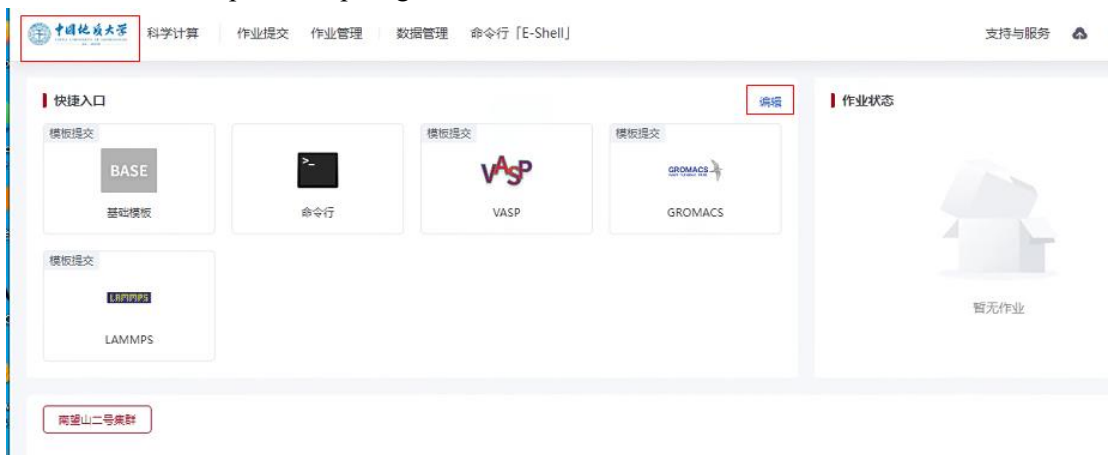 中国地质大学 科学计算 作业提交 作业管理 数据管理 命令行「E-Shell」 支持与服务
快捷入口 编辑 作业状态
模板提交 模板提交 模板提交
BASE >_ VASP GROMACS
基础模板 命令行 VASP GROMACS
模板提交
LAMMPS
暂无作业
LAMMPS
南望山二号集群